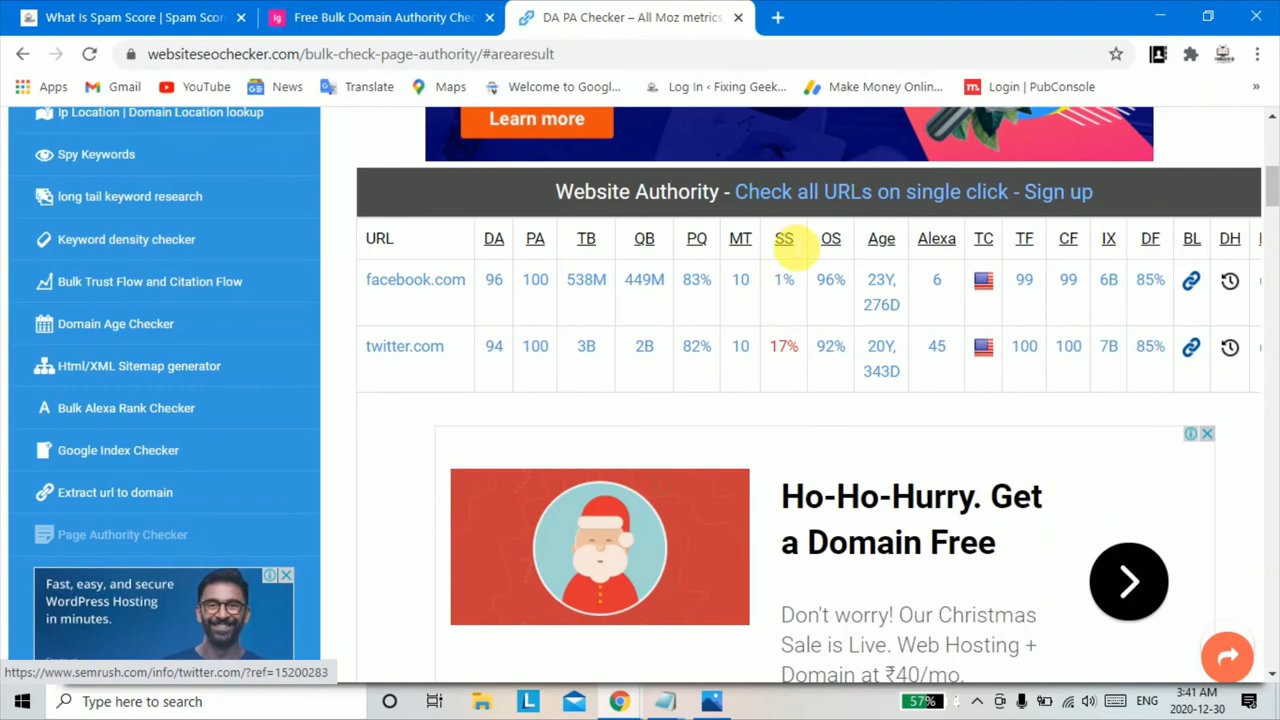 What Is Spam Score | Spam Scor
Free Bulk Domain Authority Chec
DA PA Checker – All Moz metrics
websiteseochecker.com/bulk-check-page-authority/#arearesult
Apps
Gmail
YouTube
News
Translate
Maps
Welcome to Googl...
Log In ‹ Fixing Geek...
Make Money Onlin...
Login | PubConsole
»
Ip Location | Domain Location lookup
Spy Keywords
long tail keyword research
Keyword density checker
Bulk Trust Flow and Citation Flow
Domain Age Checker
Html/XML Sitemap generator
Bulk Alexa Rank Checker
Google Index Checker
Extract url to domain
Page Authority Checker
Fast, easy, and secure
WordPress Hosting
in minutes.
Learn more
Website Authority - Check all URLs on single click - Sign up
URL DA PA TB QB PQ MT SS OS Age Alexa TC TF CF IX DF BL DH
facebook.com 96 100 538M 449M 83% 10 1% 96% 23Y, 276D 6 99 99 6B 85%
twitter.com 94 100 3B 2B 82% 10 17% 92% 20Y, 343D 45 100 100 7B 85%
Ho-Ho-Hurry. Get
a Domain Free
Don't worry! Our Christmas
Sale is Live. Web Hosting +
Domain at ₹40/mo.
https://www.semrush.com/info/twitter.com/?ref=15200283
Type here to search
57%
ENG
3:41 AM
2020-12-30